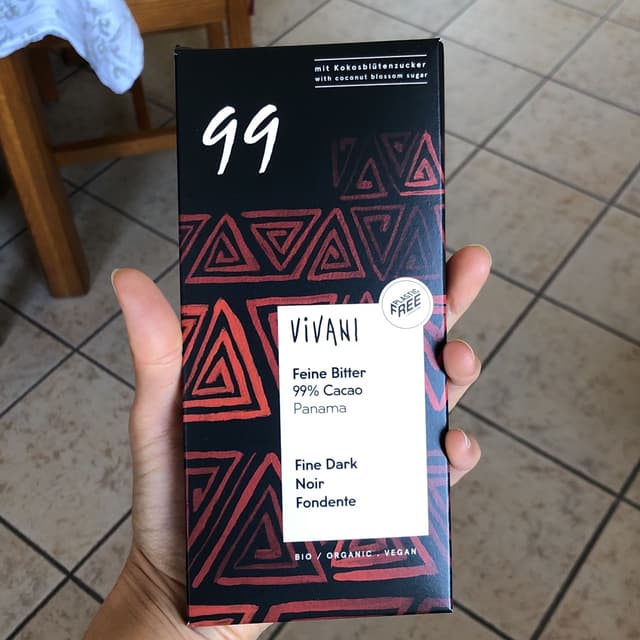 mit Kokosblütenzucker
with coconut blossom sugar
99
PLASTIC
FREE
ViVANI
Feine Bitter
99% Cacao
Panama
Fine Dark
Noir
Fondente
BIO / ORGANIC . VEGAN